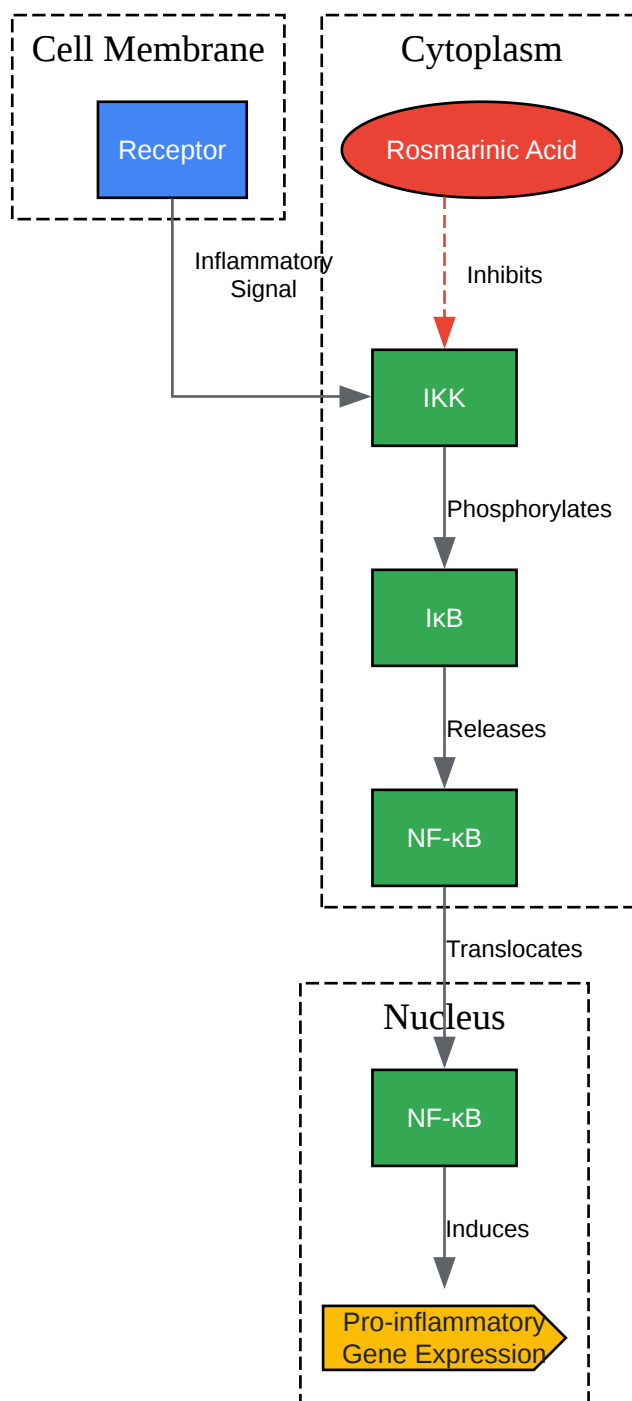 Cell Membrane
Cytoplasm
Receptor
Rosmarinic Acid
Inflammatory
Signal
Inhibits
IKK
Phosphorylates
IκB
Releases
NF-κB
Translocates
Nucleus
NF-κB
Induces
Pro-inflammatory
Gene Expression